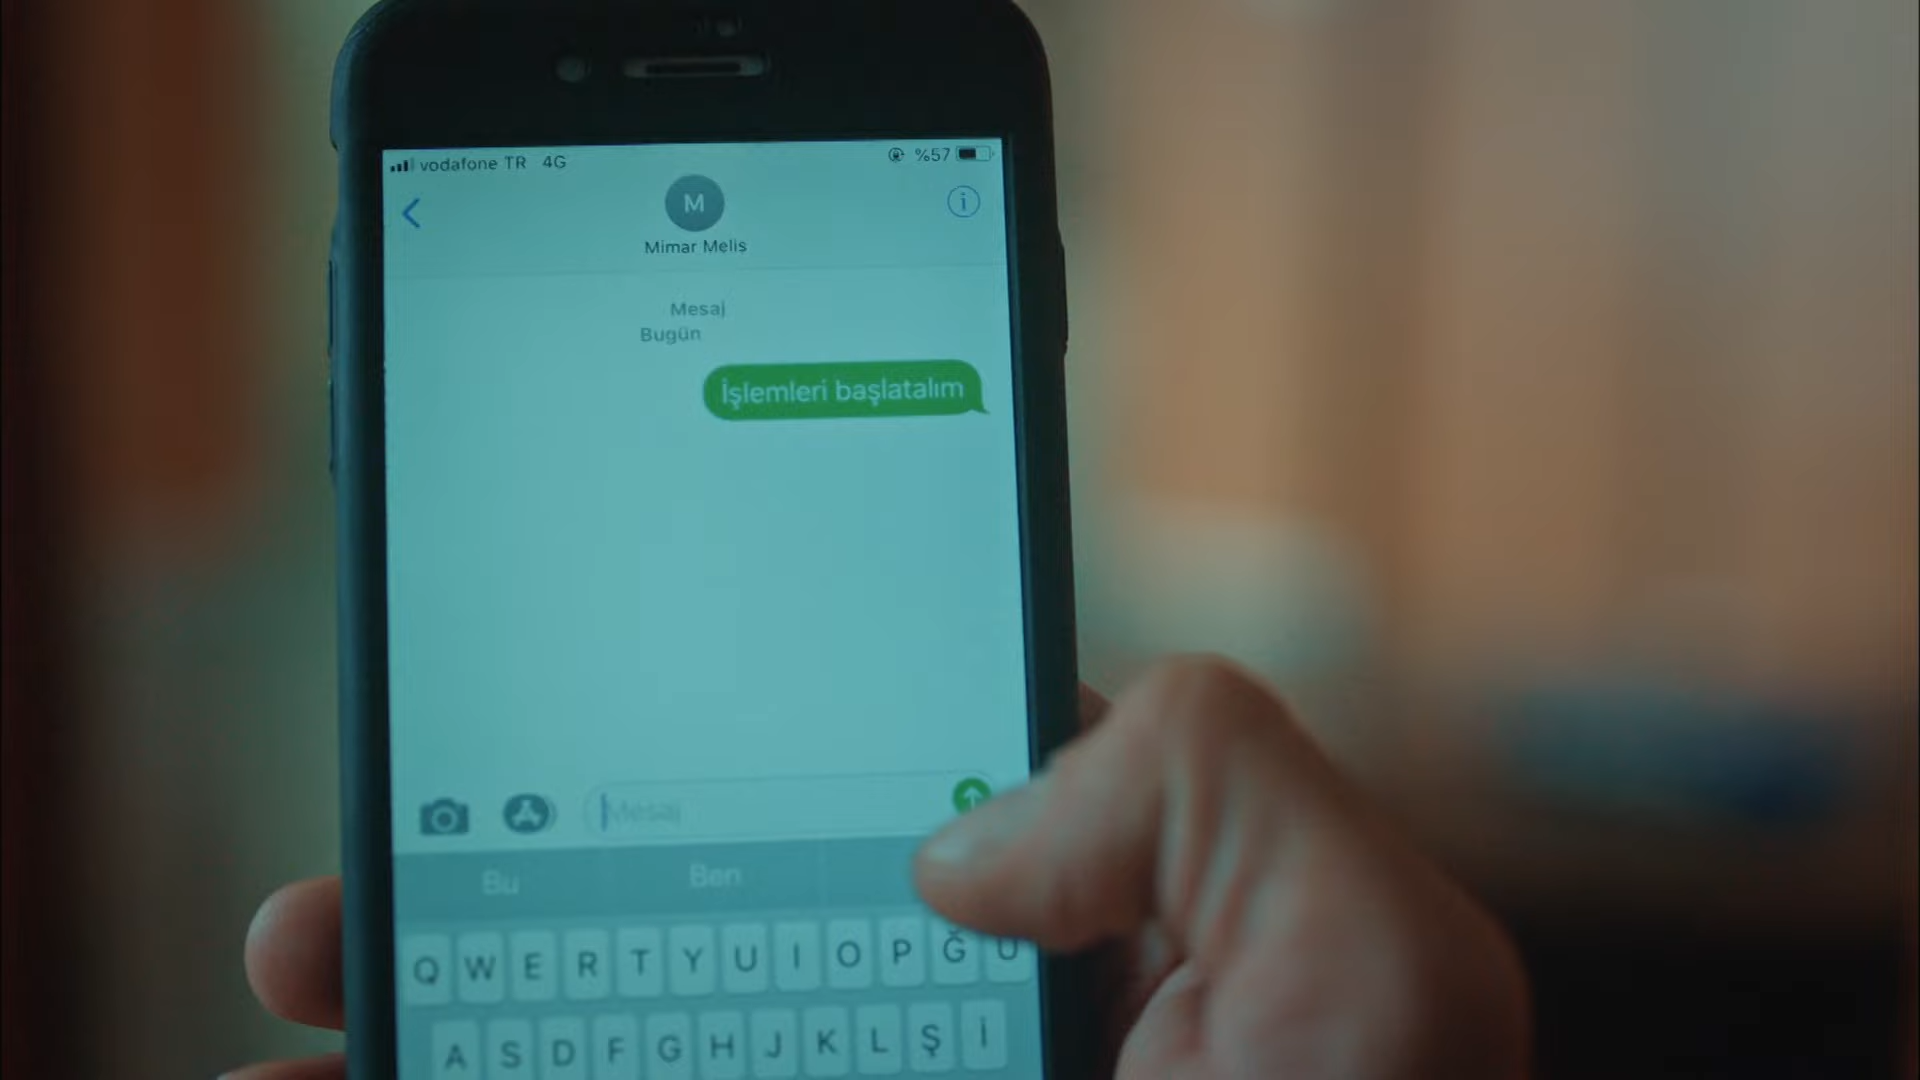 vodafone TR 4G %57
M
Mimar Melis
Mesaj
Bugün
İşlemleri başlatalım
Mesaj
Bu Ben
Q W E R T Y U I O P Ğ Ü
A S D F G H J K L Ş İ